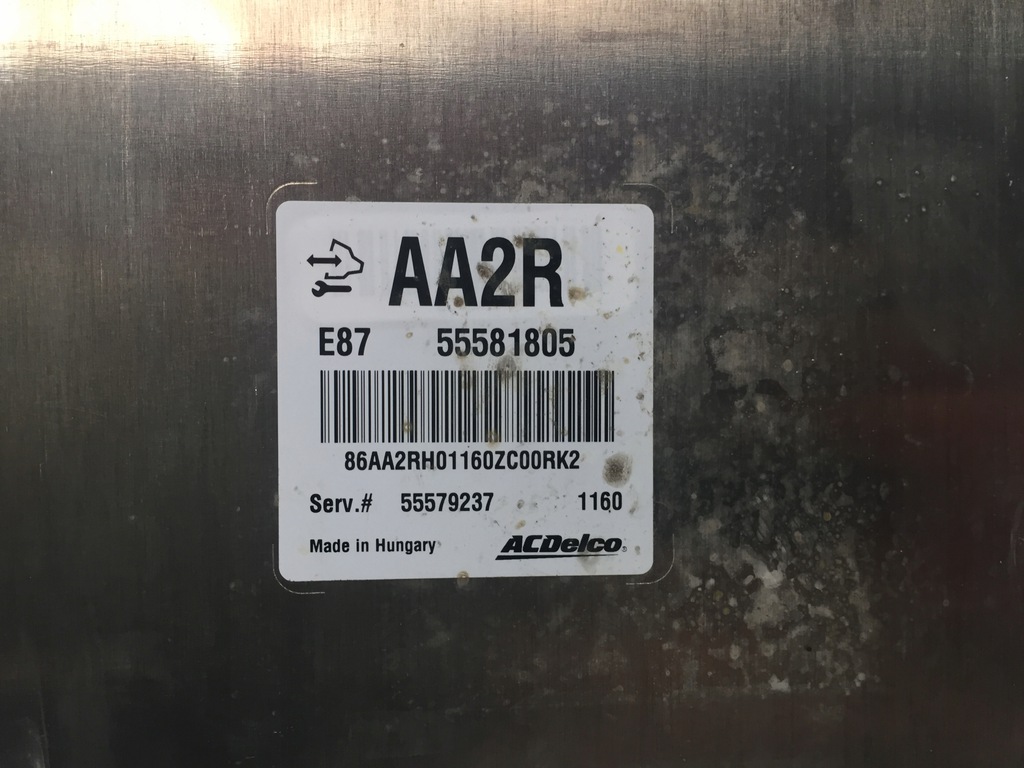 AA2R
E87 55581805
86AA2RH01160ZC00RK2
Serv.# 55579237 1160
Made in Hungary ACDelco®